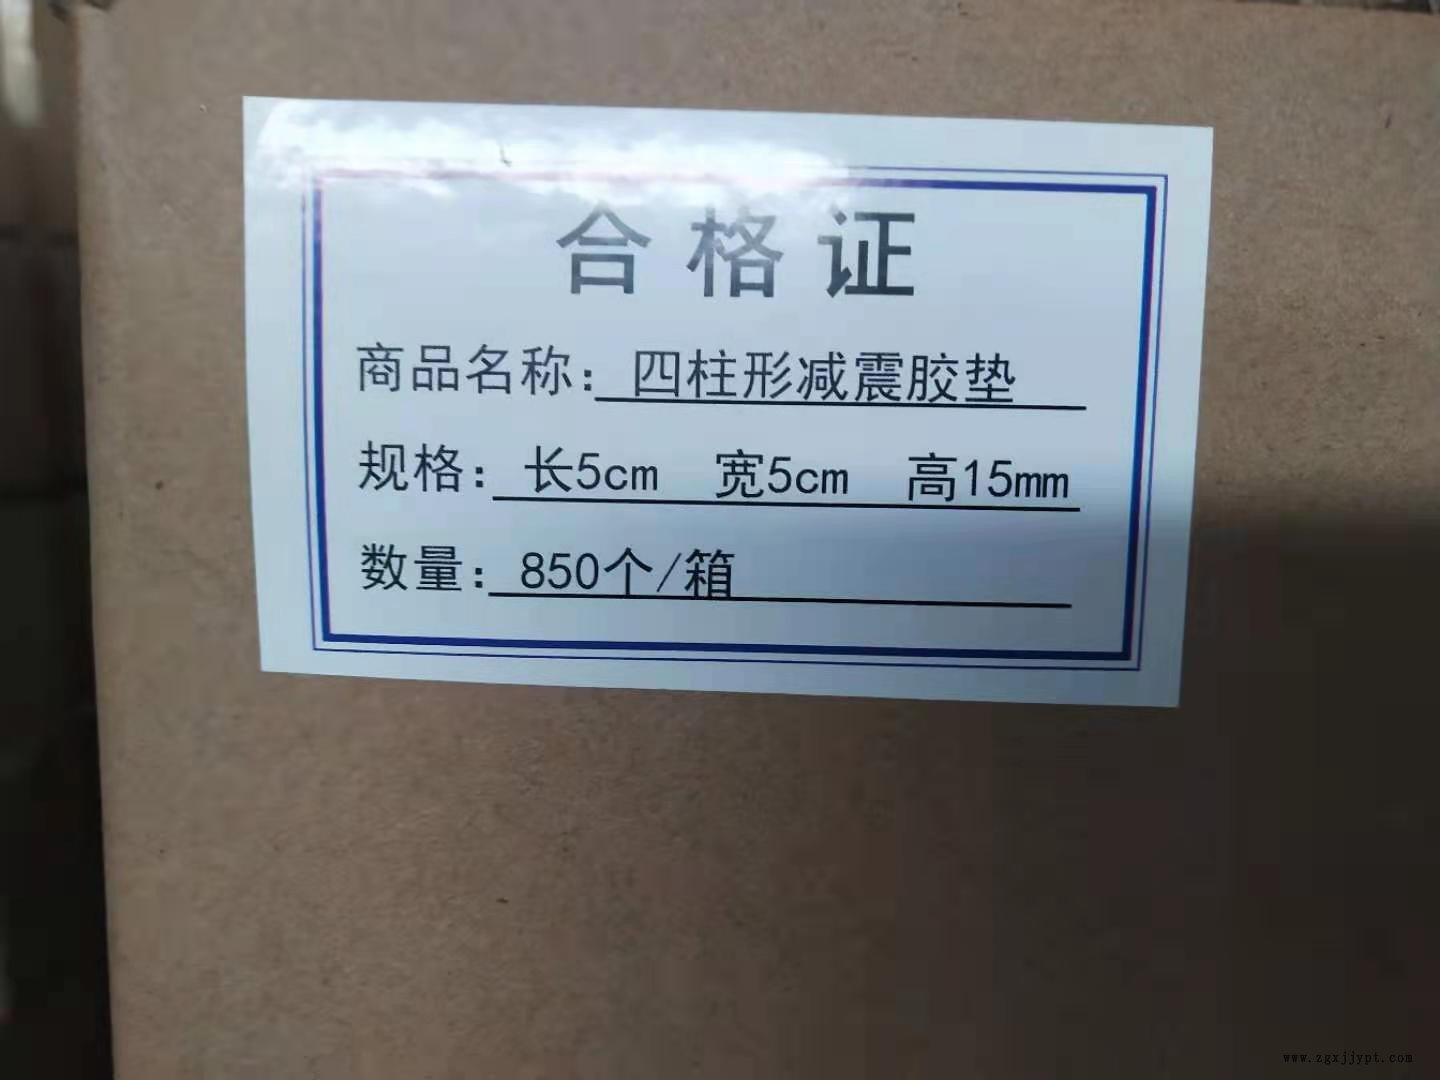 合格证
商品名称：四柱形减震胶垫
规格：长5cm 宽5cm 高15mm
数量：850个/箱
www.zgxjjypt.com